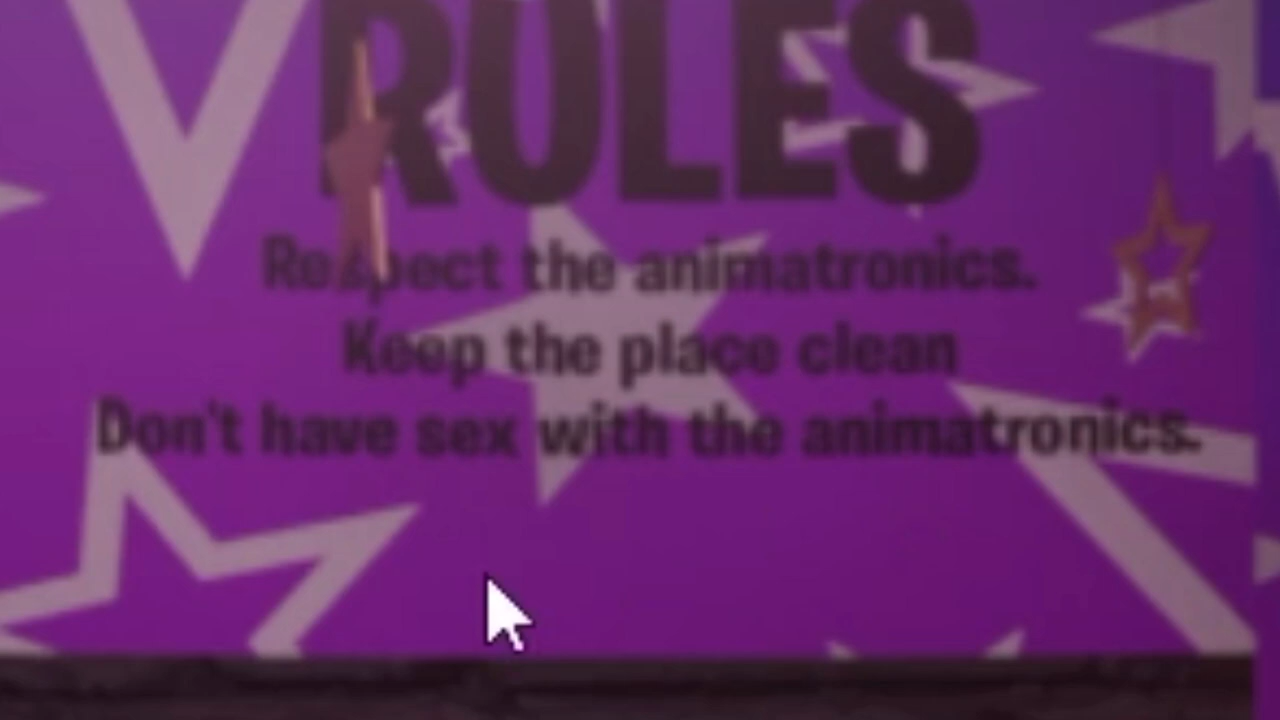 RULES
Respect the animatronics.
Keep the place clean
Don't have sex with the animatronics.